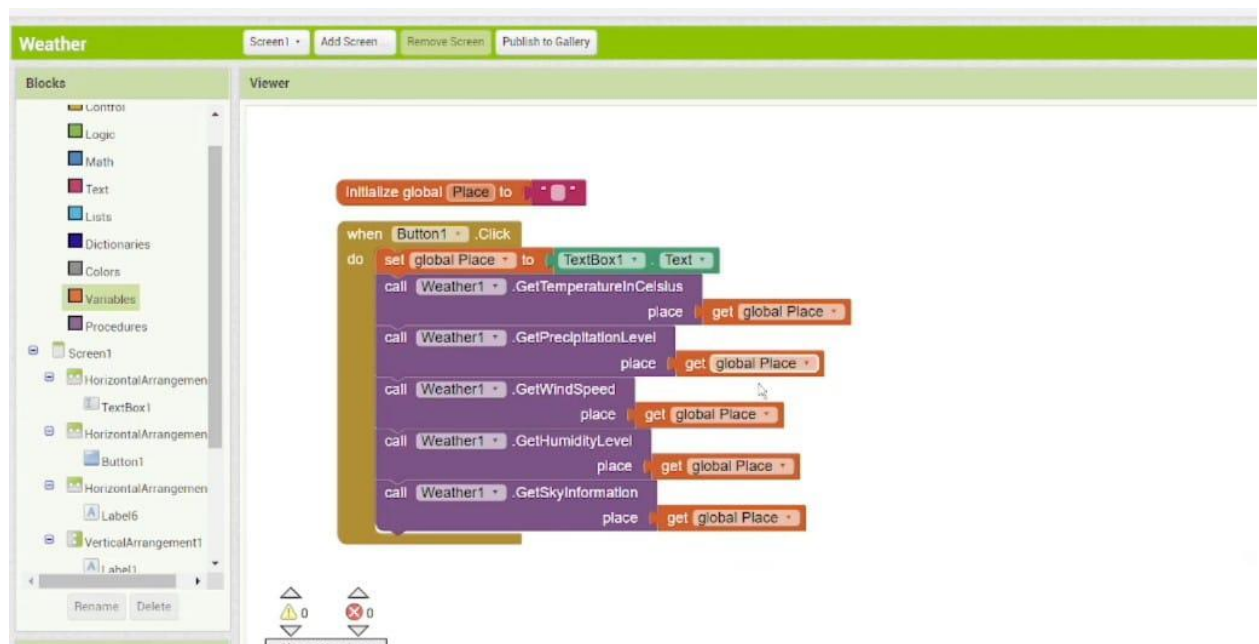 Weather
Screen1
Add Screen ...
Remove Screen
Publish to Gallery
Blocks
Viewer
Control
Logic
Math
Text
Lists
Dictionaries
Colors
Variables
Procedures
Screen1
HorizontalArrangemen
TextBox1
HorizontalArrangemen
Button1
HorizontalArrangemen
Label6
VerticalArrangement1
Label1
Rename Delete
initialize global Place to " "
when Button1 .Click
do set global Place to TextBox1 . Text
call Weather1 .GetTemperatureInCelsius
place get global Place
call Weather1 .GetPrecipitationLevel
place get global Place
call Weather1 .GetWindSpeed
place get global Place
call Weather1 .GetHumidityLevel
place get global Place
call Weather1 .GetSkyInformation
place get global Place
0 0